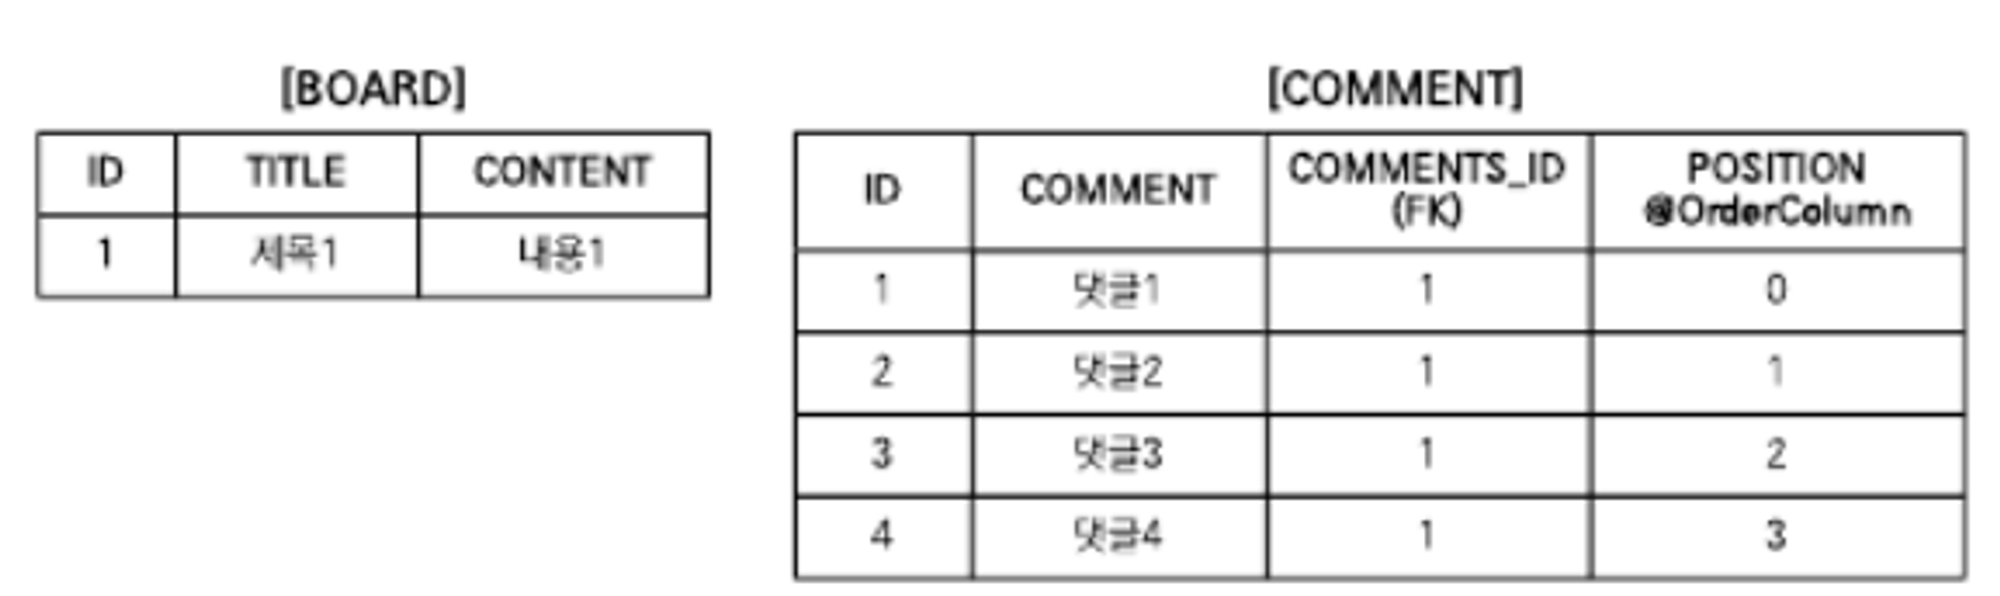 [BOARD]
ID TITLE CONTENT
1 제목1 내용1
[COMMENT]
ID COMMENT COMMENTS_ID (FK) POSITION @OrderColumn
1 댓글1 1 0
2 댓글2 1 1
3 댓글3 1 2
4 댓글4 1 3